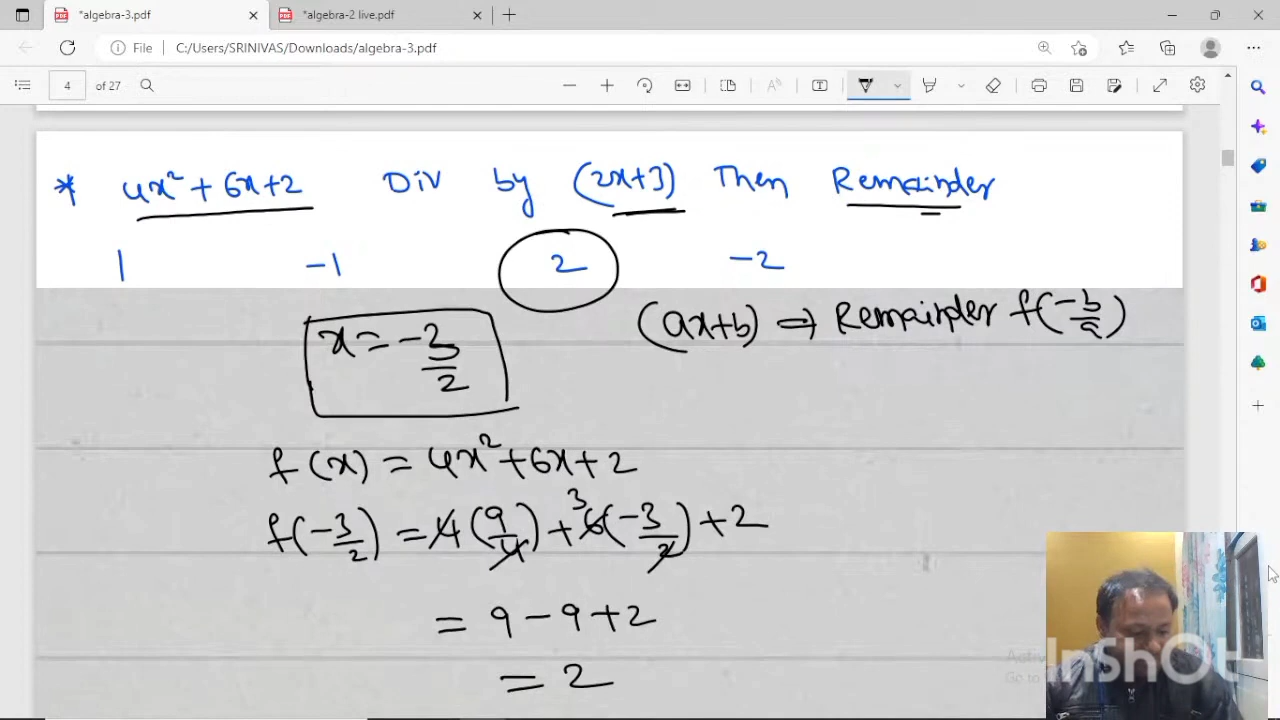 *algebra-3.pdf
*algebra-2 live.pdf
File C:/Users/SRINIVAS/Downloads/algebra-3.pdf
4 of 27
* 4x² + 6x+2 Div by (2x+3) Then Remainder
1 -1 2 -2
(ax+b) ⇒ Remainder f(-b/a)
x = -3/2
f(x) = 4x²+6x+2
f(-3/2) = 4(9/4) + 3 6(-3/2) + 2
= 9 - 9 + 2
= 2
InShOt